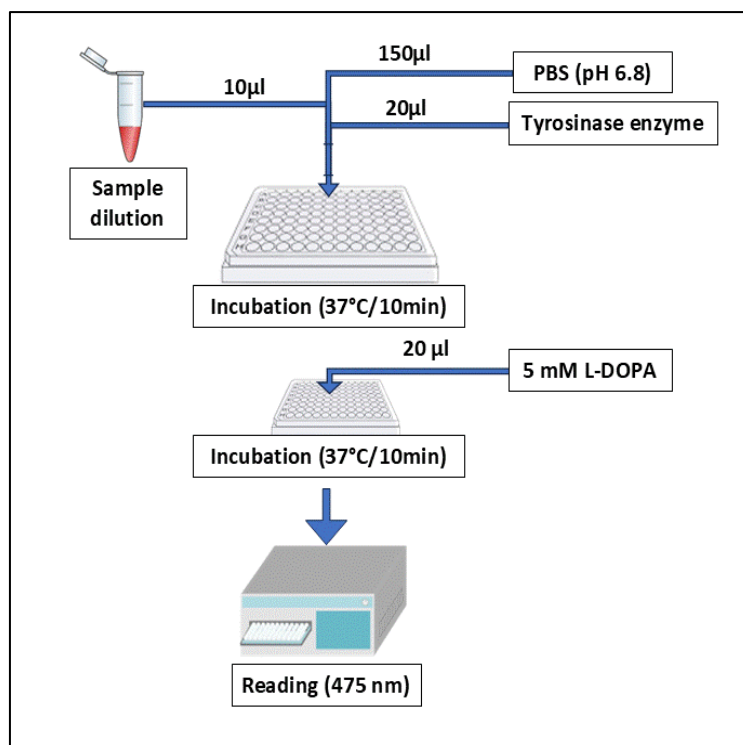 150µl
PBS (pH 6.8)
10µl
20µl
Tyrosinase enzyme
Sample
dilution
Incubation (37°C/10min)
20 µl
5 mM L-DOPA
Incubation (37°C/10min)
Reading (475 nm)